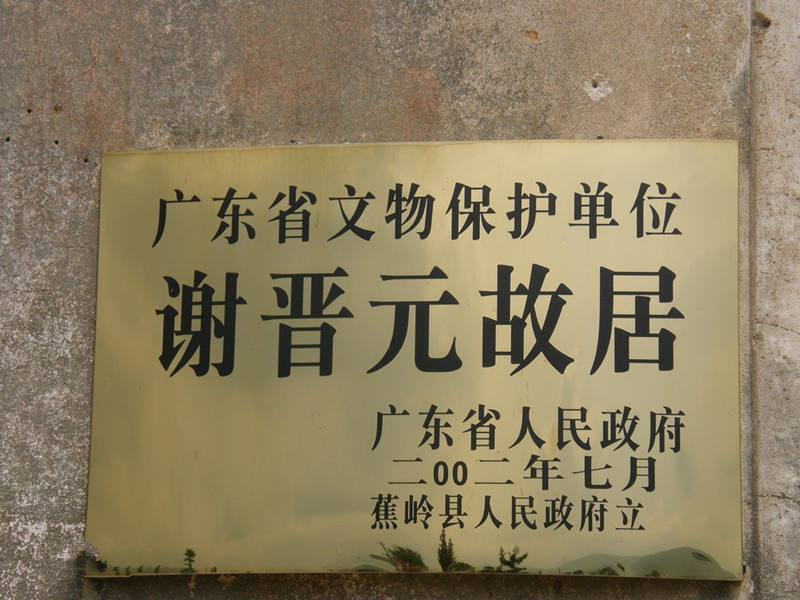 广东省文物保护单位
谢晋元故居
广东省人民政府
二00二年七月
蕉岭县人民政府立